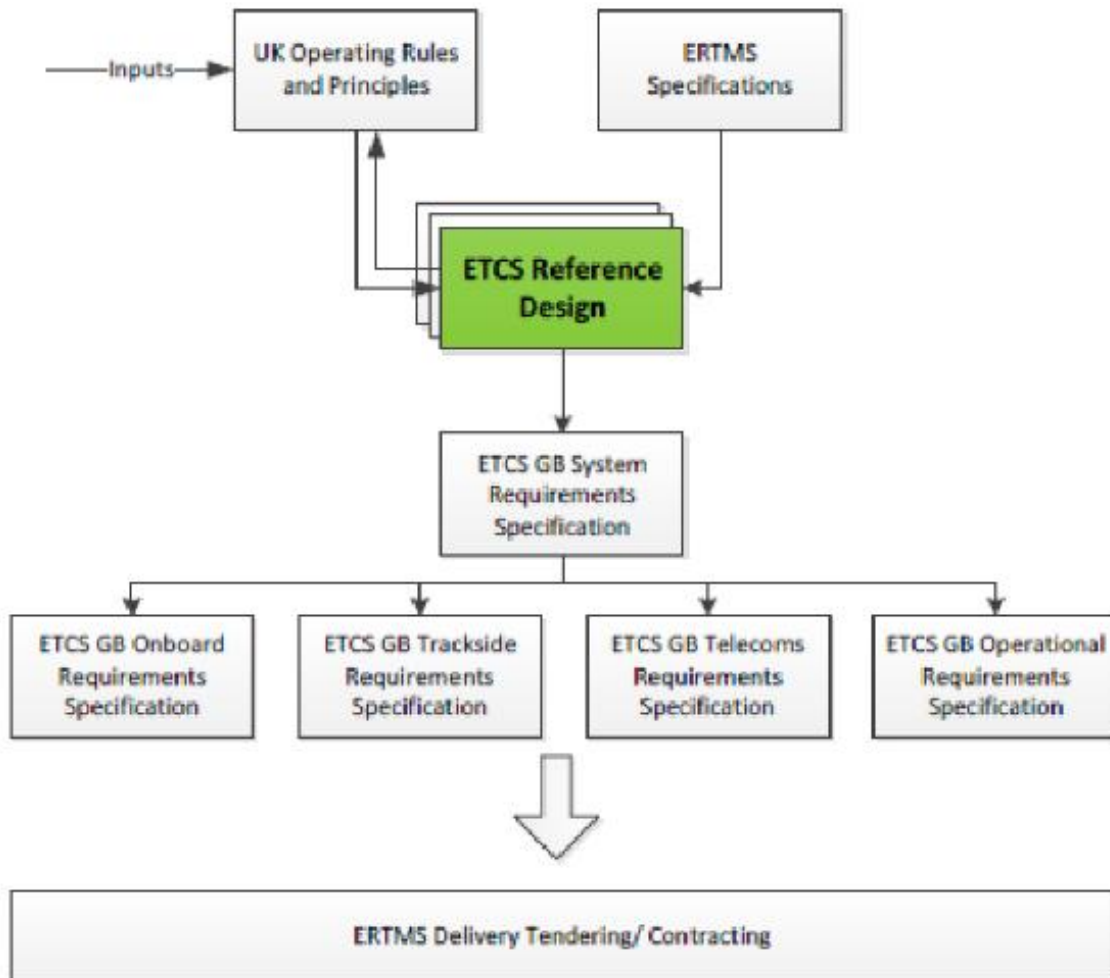 Inputs
UK Operating Rules
and Principles
ERTMS
Specifications
ETCS Reference
Design
ETCS GB System
Requirements
Specification
ETCS GB Onboard
Requirements
Specification
ETCS GB Trackside
Requirements
Specification
ETCS GB Telecoms
Requirements
Specification
ETCS GB Operational
Requirements
Specification
ERTMS Delivery Tendering/ Contracting